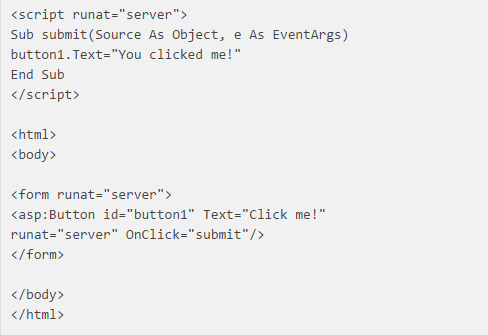 <script runat="server">
Sub submit(Source As Object, e As EventArgs)
button1.Text="You clicked me!"
End Sub
</script>
<html>
<body>
<form runat="server">
<asp:Button id="button1" Text="Click me!"
runat="server" OnClick="submit"/>
</form>
</body>
</html>